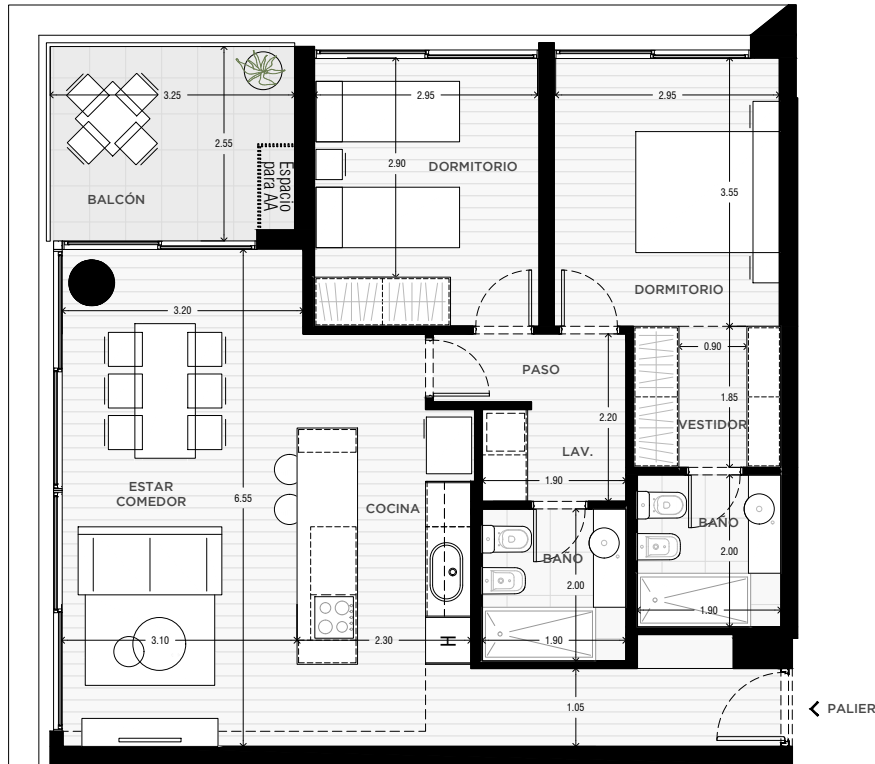 3.25
2.55
BALCÓN
Espacio
para AA
2.95
2.90
DORMITORIO
2.95
3.55
DORMITORIO
3.20
PASO
0.90
1.85
VESTIDOR
2.20
LAV.
1.90
ESTAR
COMEDOR
6.55
COCINA
BAÑO
2.00
1.90
BAÑO
2.00
1.90
3.10
2.30
H
1.05
PALIER